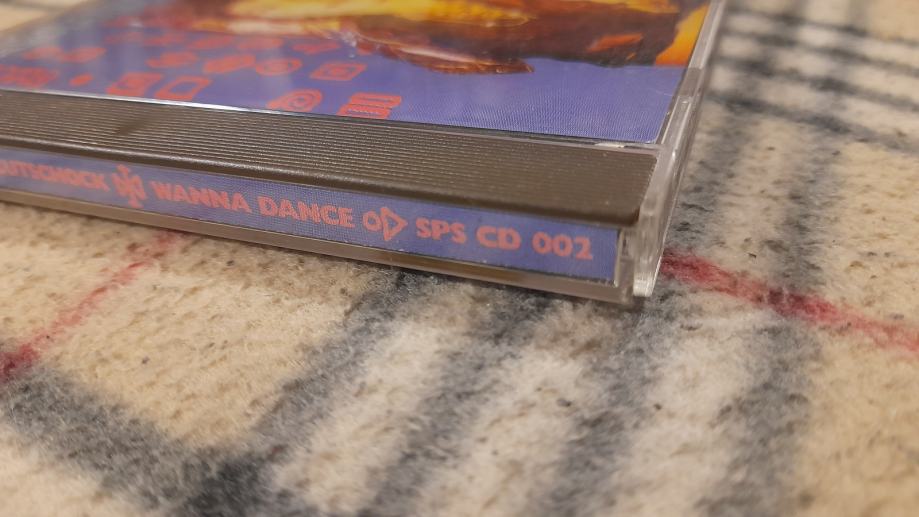 WANNA DANCE SPS CD 002